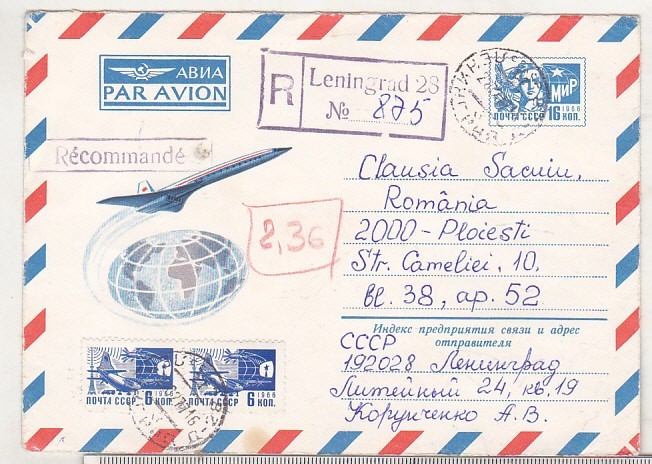 АВИА
PAR AVION
R
Leningrad 28
№ 875
МИР
1966
ПОЧТА СССР 16 КОП.
Récommandé
Clausia Sacuiu,
România
2000 - Ploiesti
Str. Cameliei, 10.
bl. 38, ap. 52
2,36
Индекс предприятия связи и адрес
отправителя
СССР
192028 Ленинград
Литейный 24, кв, 19
Корунченко А. В.
1966
ПОЧТА СССР 6 КОП.
1966
ПОЧТА СССР 6 КОП.